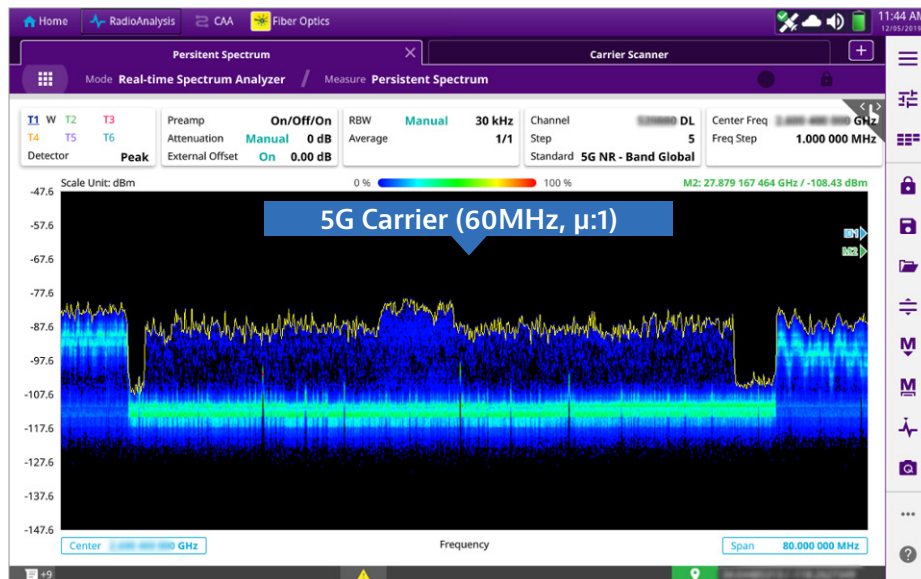 Home RadioAnalysis CAA Fiber Optics 11:44 AM
12/05/2019
Persitent Spectrum Carrier Scanner
Mode Real-time Spectrum Analyzer / Measure Persistent Spectrum
T1 W T2 T3
T4 T5 T6
Detector Peak
Preamp On/Off/On
Attenuation Manual 0 dB
External Offset On 0.00 dB
RBW Manual 30 kHz
Average 1/1
Channel DL
Step 5
Standard 5G NR - Band Global
Center Freq GHz
Freq Step 1.000 000 MHz
Scale Unit: dBm 0 % 100 % M2: 27.879 167 464 GHz / -108.43 dBm
5G Carrier (60MHz, μ:1)
M2
-47.6
-57.6
-67.6
-77.6
-87.6
-97.6
-107.6
-117.6
-127.6
-137.6
-147.6
Center GHz Frequency Span 80.000 000 MHz
+9